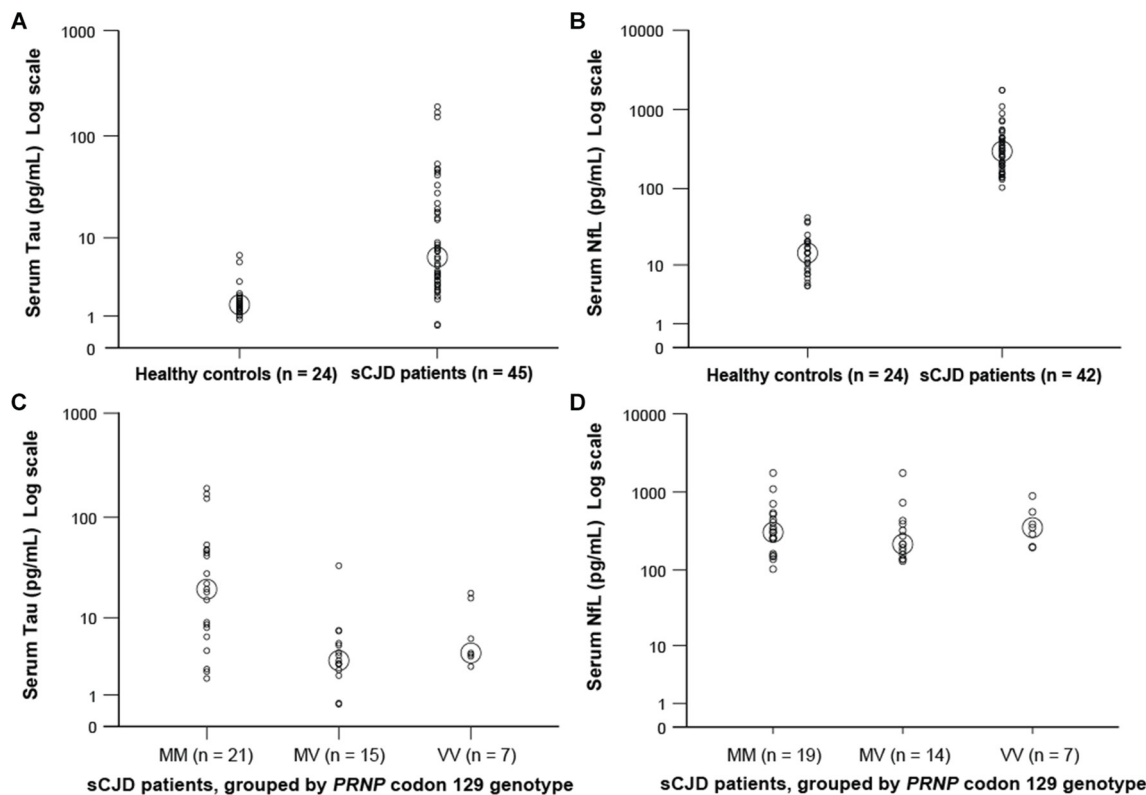 A
Serum Tau (pg/mL) Log scale
1000
100
10
1
0
Healthy controls (n = 24)
sCJD patients (n = 45)
B
Serum NfL (pg/mL) Log scale
10000
1000
100
10
1
0
Healthy controls (n = 24)
sCJD patients (n = 42)
C
Serum Tau (pg/mL) Log scale
1000
100
10
1
0
MM (n = 21)
MV (n = 15)
VV (n = 7)
sCJD patients, grouped by PRNP codon 129 genotype
D
Serum NfL (pg/mL) Log scale
10000
1000
100
10
1
0
MM (n = 19)
MV (n = 14)
VV (n = 7)
sCJD patients, grouped by PRNP codon 129 genotype